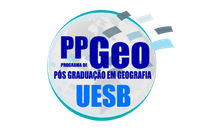 PPGeo
PROGRAMA DE
PÓS GRADUAÇÃO EM GEOGRAFIA
UESB